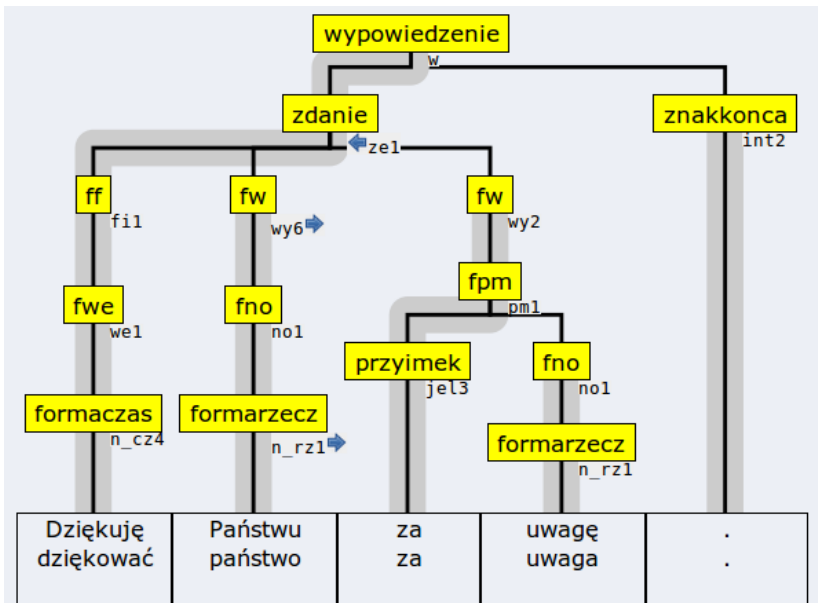 wypowiedzenie
w
zdanie
znakkonca
ze1
int2
ff
fw
fw
fi1
wy6
wy2
fpm
fwe
fno
pm1
we1
no1
przyimek
fno
jel3
no1
formaczas
formarzecz
n_cz4
n_rz1
formarzecz
n_rz1
Dziękuję Państwu za uwagę .
dziękować państwo za uwaga .